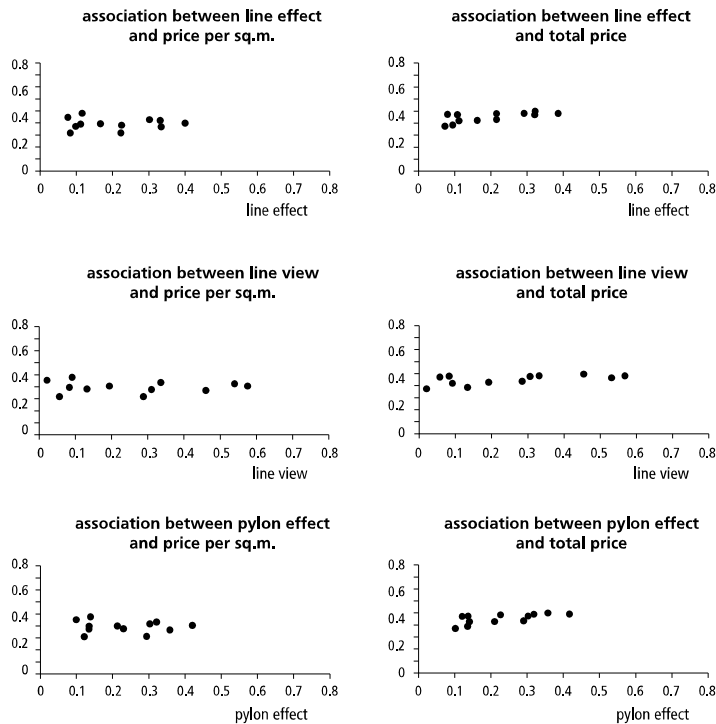 association between line effect
and price per sq.m.
0.8
0.6
0.4
0.2
0
0 0.1 0.2 0.3 0.4 0.5 0.6 0.7 0.8
line effect
association between line effect
and total price
0.8
0.6
0.4
0.2
0
0 0.1 0.2 0.3 0.4 0.5 0.6 0.7 0.8
line effect
association between line view
and price per sq.m.
0.8
0.6
0.4
0.2
0
0 0.1 0.2 0.3 0.4 0.5 0.6 0.7 0.8
line view
association between line view
and total price
0.8
0.6
0.4
0.2
0
0 0.1 0.2 0.3 0.4 0.5 0.6 0.7 0.8
line view
association between pylon effect
and price per sq.m.
0.8
0.6
0.4
0.2
0
0 0.1 0.2 0.3 0.4 0.5 0.6 0.7 0.8
pylon effect
association between pylon effect
and total price
0.8
0.6
0.4
0.2
0
0 0.1 0.2 0.3 0.4 0.5 0.6 0.7 0.8
pylon effect